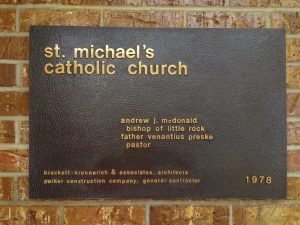 st. michael's
catholic church
andrew j. mcdonald
bishop of little rock
father venantius preske
pastor
brackett-krennerich & associates, architects
parker construction company, general contractor
1978